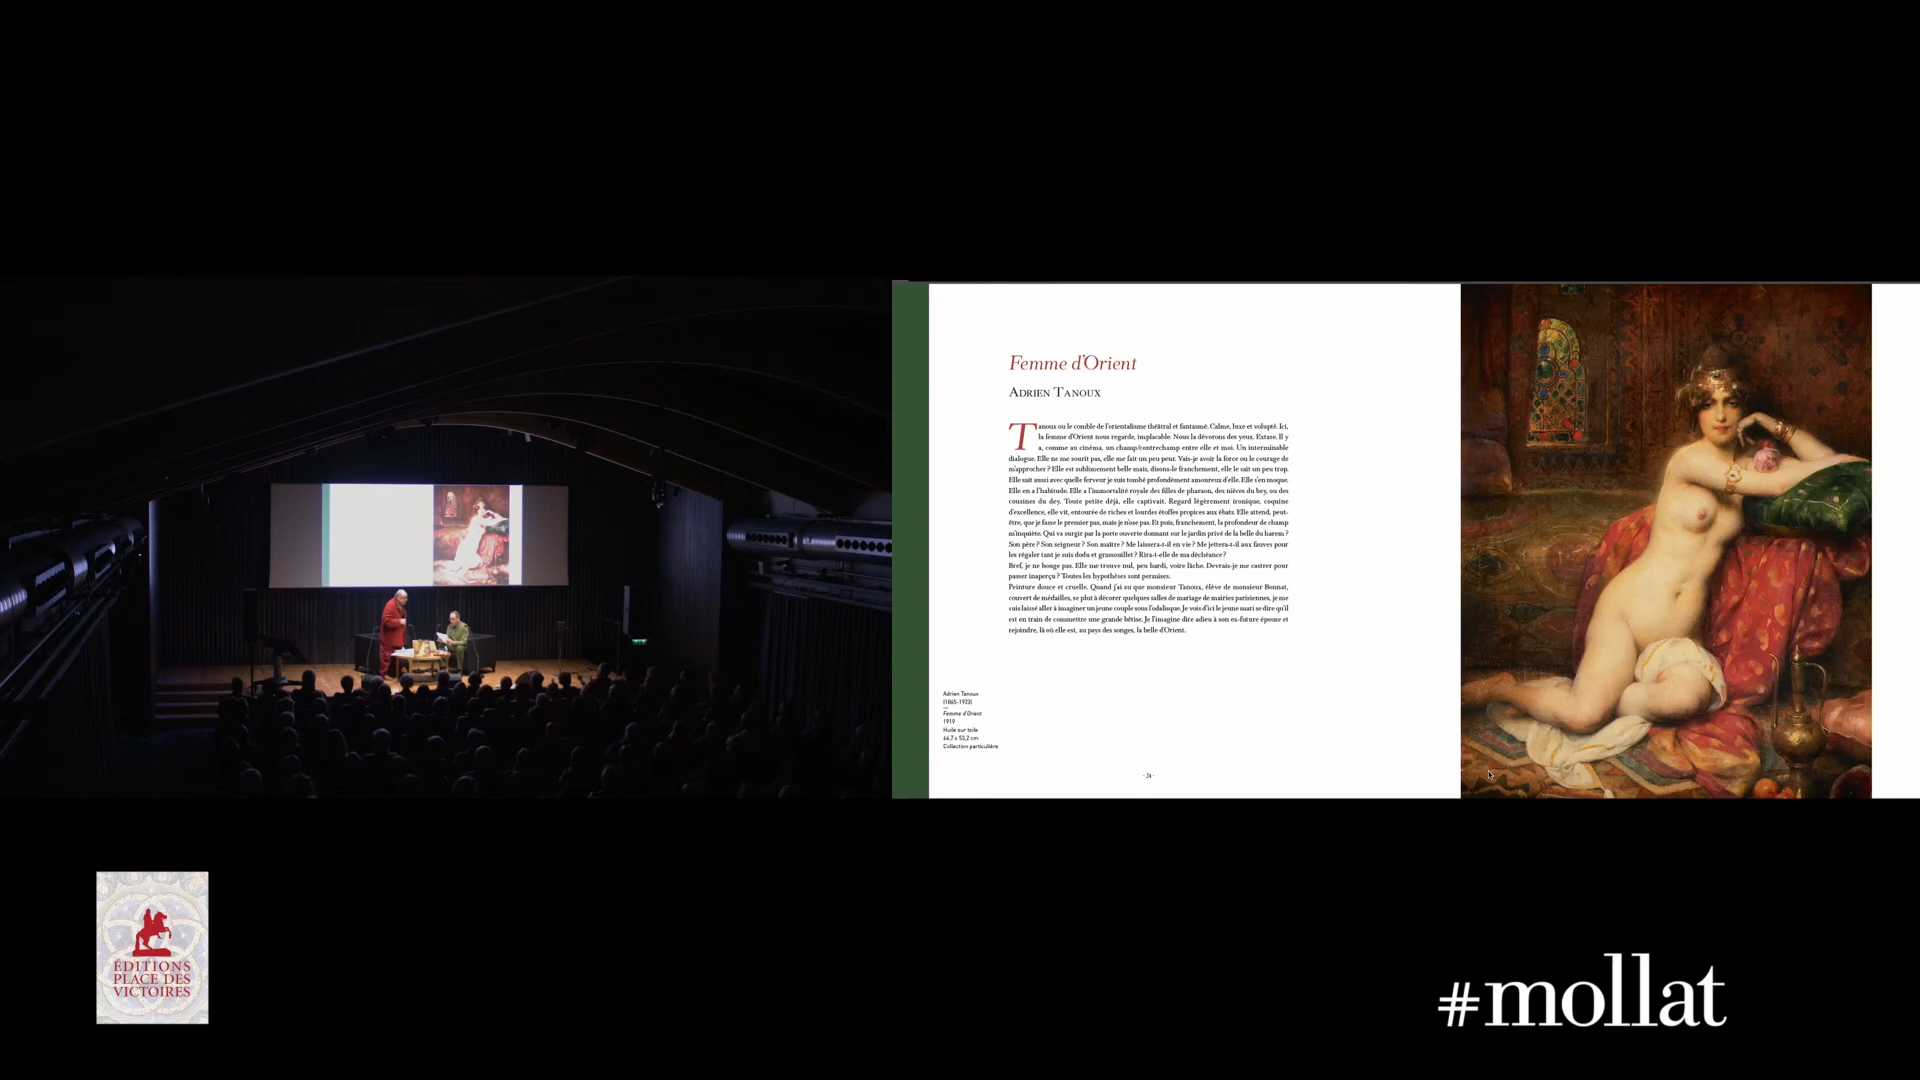 Femme d'Orient
ADRIEN TANOUX
Tanoux ou le comble de l'orientalisme théâtral et fantasmé. Calme, luxe et volupté. Ici,
la femme d'Orient nous regarde, implacable. Nous la dévorons des yeux. Extase. Il y
a, comme au cinéma, un champ/contrechamp entre elle et moi. Un interminable
dialogue. Elle ne me sourit pas, elle me fait un peu peur. Vais-je avoir la force ou le courage de
m'approcher ? Elle est sublimement belle mais, disons-le franchement, elle le sait un peu trop.
Elle sait aussi avec quelle ferveur je suis tombé profondément amoureux d'elle. Elle s'en moque.
Elle en a l'habitude. Elle a l'immortalité royale des filles de pharaon, des nièces du bey, ou des
cousines du dey. Toute petite déjà, elle captivait. Regard légèrement ironique, coquine
d'excellence, elle vit, entourée de riches et lourdes étoffes propices aux ébats. Elle attend, peut-
être, que je fasse le premier pas, mais je n'ose pas. Et puis, franchement, la profondeur de champ
m'inquiète. Qui va surgir par la porte ouverte donnant sur le jardin privé de la belle du harem ?
Son père ? Son seigneur ? Son maître ? Me laissera-t-il en vie ? Me jettera-t-il aux fauves pour
les régaler tant je suis dodu et grassouillet ? Rira-t-elle de ma déchéance ?
Bref, je ne bouge pas. Elle me trouve nul, peu hardi, voire lâche. Devrais-je me castrer pour
passer inaperçu ? Toutes les hypothèses sont permises.
Peinture douce et cruelle. Quand j'ai su que monsieur Tanoux, élève de monsieur Bonnat,
couvert de médailles, se plut à décorer quelques salles de mariage de mairies parisiennes, je me
suis laissé aller à imaginer un jeune couple sous l'odalisque. Je vois d'ici le jeune mari se dire qu'il
est en train de commettre une grande bêtise. Je l'imagine dire adieu à son ex-future épouse et
rejoindre, là où elle est, au pays des songes, la belle d'Orient.
Adrien Tanoux
(1865-1923)
—
Femme d'Orient
1919
Huile sur toile
64,7 x 53,2 cm
Collection particulière
- 24 -
ÉDITIONS
PLACE DES
VICTOIRES
#mollat